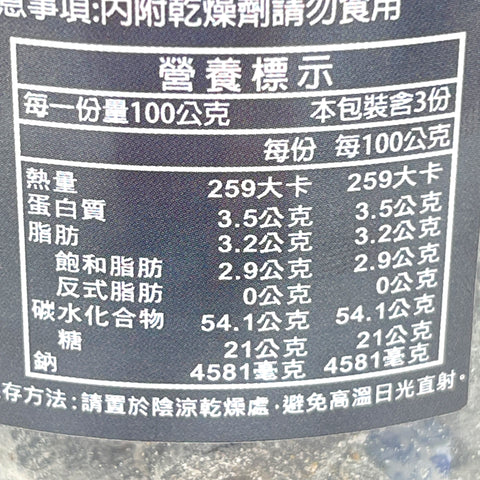 意事項:內附乾燥劑請勿食用
營養標示
每一份量100公克 本包裝含3份
每份 每100公克
熱量 259大卡 259大卡
蛋白質 3.5公克 3.5公克
脂肪 3.2公克 3.2公克
飽和脂肪 2.9公克 2.9公克
反式脂肪 0公克 0公克
碳水化合物 54.1公克 54.1公克
糖 21公克 21公克
鈉 4581毫克 4581毫克
存方法:請置於陰涼乾燥處,避免高溫日光直射。